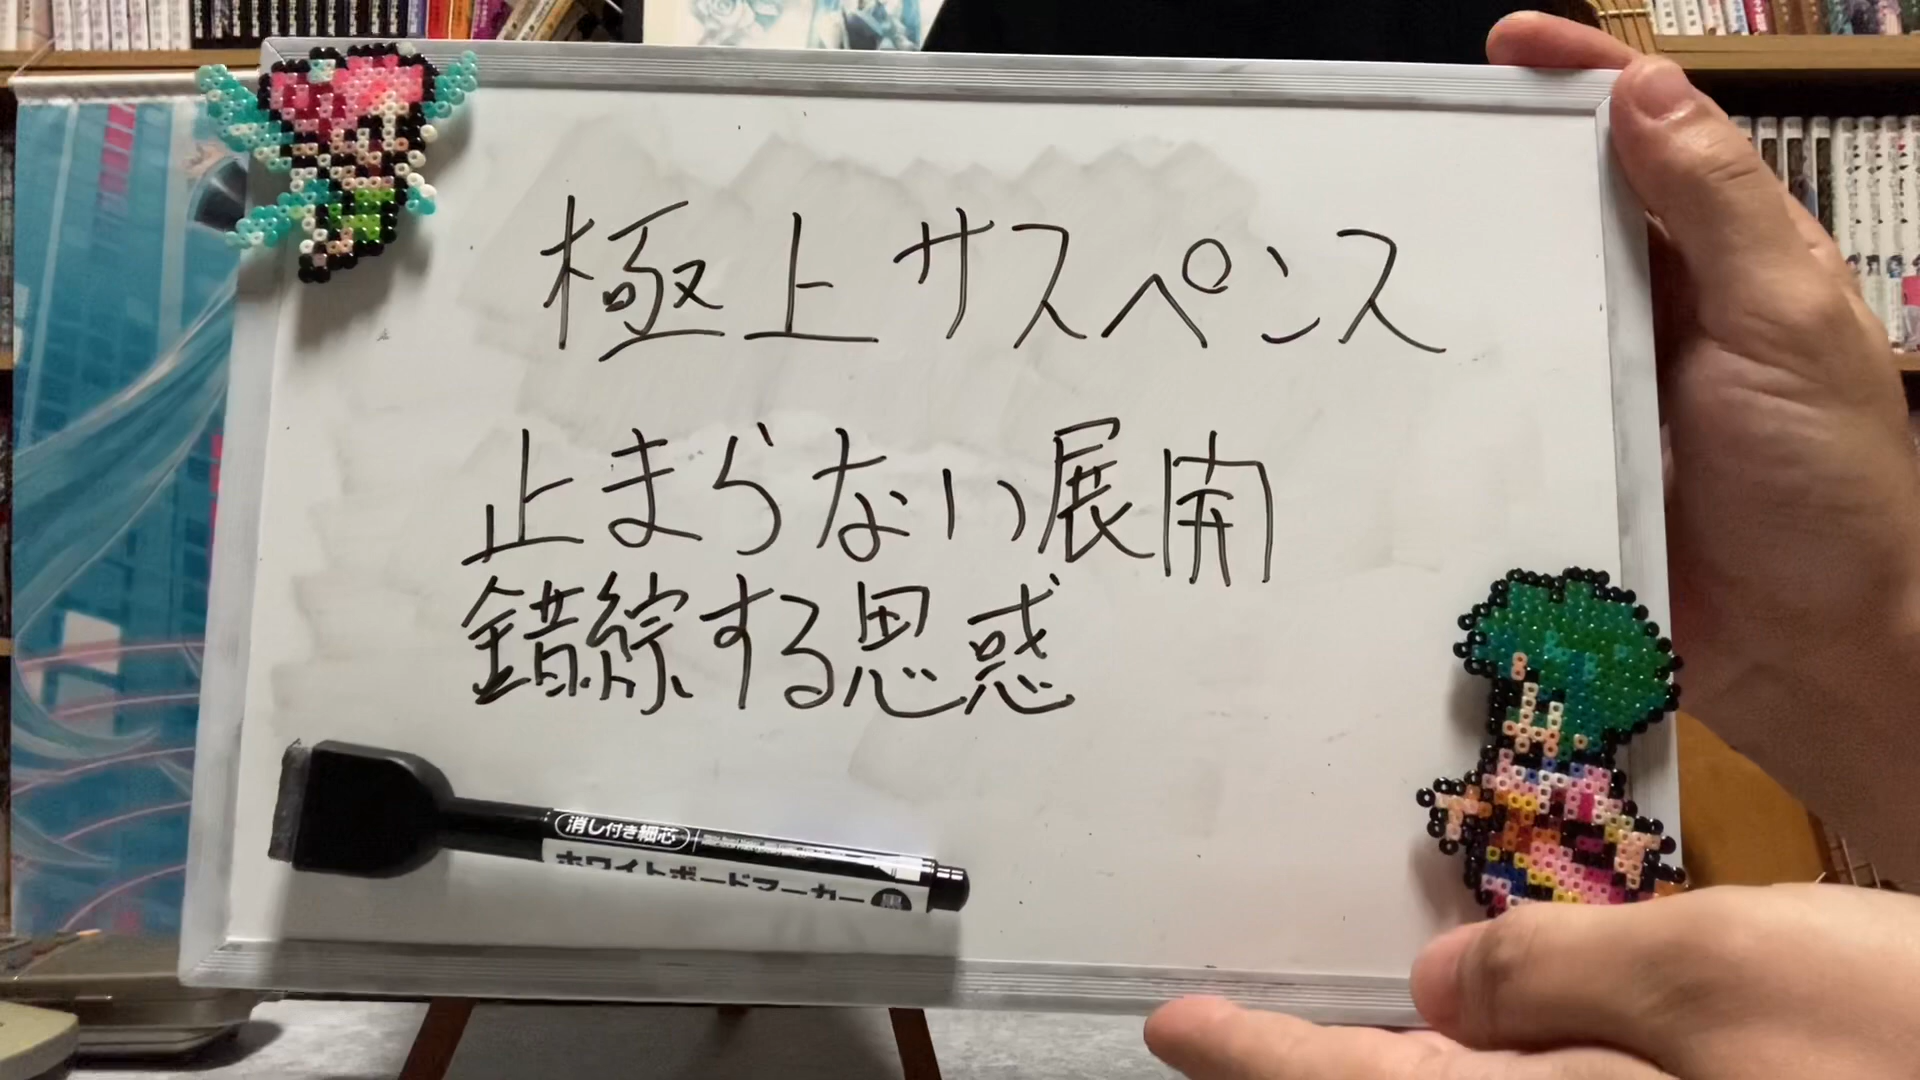 極上サスペンス
止まらない展開
錯綜する思惑
消し付き細芯
ホワイトボードマーカー 黒